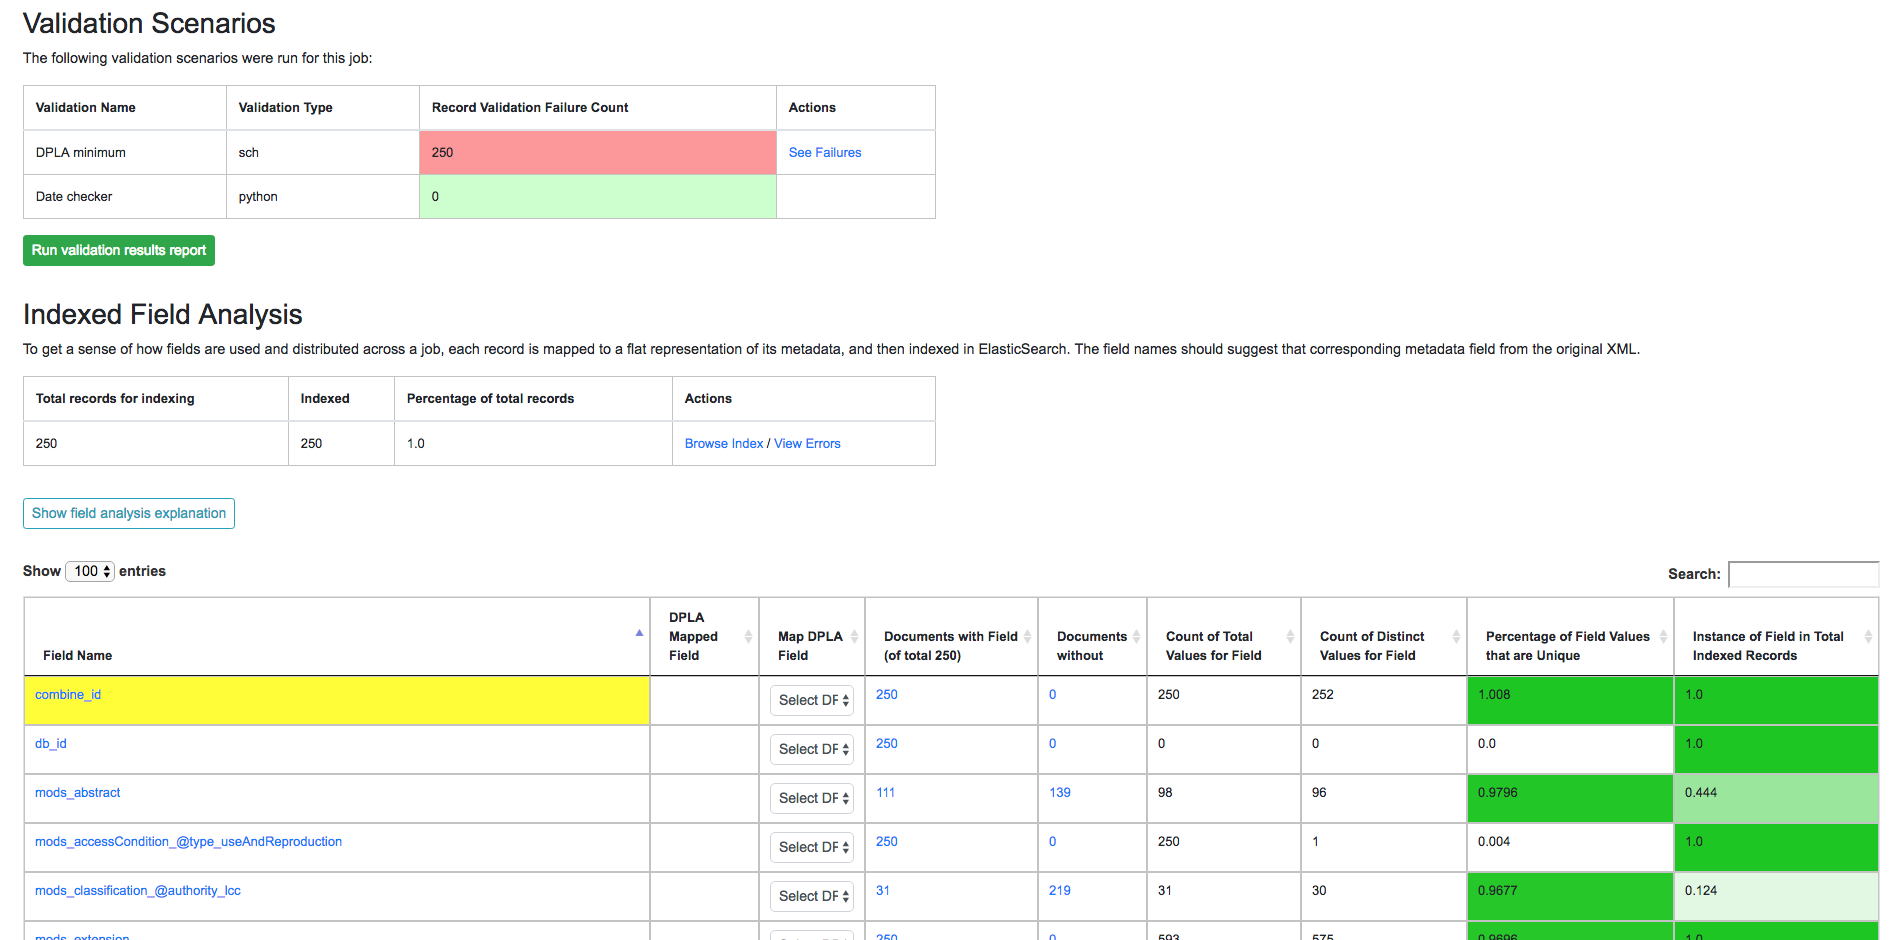 Validation Scenarios
The following validation scenarios were run for this job:
Validation Name Validation Type Record Validation Failure Count Actions
DPLA minimum sch 250 See Failures
Date checker python 0
Run validation results report
Indexed Field Analysis
To get a sense of how fields are used and distributed across a job, each record is mapped to a flat representation of its metadata, and then indexed in ElasticSearch. The field names should suggest that corresponding metadata field from the original XML.
Total records for indexing Indexed Percentage of total records Actions
250 250 1.0 Browse Index / View Errors
Show field analysis explanation
Show 100 entries
Search:
Field Name
DPLA
Mapped
Field
Map DPLA
Field
Documents with Field
(of total 250)
Documents
without
Count of Total
Values for Field
Count of Distinct
Values for Field
Percentage of Field Values
that are Unique
Instance of Field in Total
Indexed Records
combine_id Select DF 250 0 250 252 1.008 1.0
db_id Select DF 250 0 0 0 0.0 1.0
mods_abstract Select DF 111 139 98 96 0.9796 0.444
mods_accessCondition_@type_useAndReproduction Select DF 250 0 250 1 0.004 1.0
mods_classification_@authority_lcc Select DF 31 219 31 30 0.9677 0.124
mods_extension 250 0 593 575 0.9696 1.0